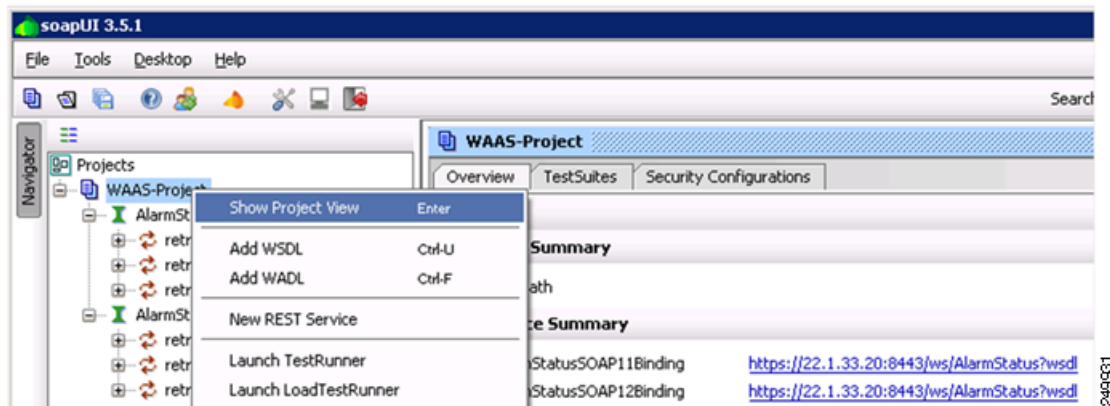 soapUI 3.5.1
File Tools Desktop Help
Search
Navigator
Projects
WAAS-Project
AlarmSt
retr
retr
retr
AlarmSt
retr
retr
retr
Show Project View Enter
Add WSDL Ctrl-U
Add WADL Ctrl-F
New REST Service
Launch TestRunner
Launch LoadTestRunner
WAAS-Project
Overview TestSuites Security Configurations
Summary
ath
ce Summary
StatusSOAP11Binding https://22.1.33.20:8443/ws/AlarmStatus?wsdl
StatusSOAP12Binding https://22.1.33.20:8443/ws/AlarmStatus?wsdl
249931